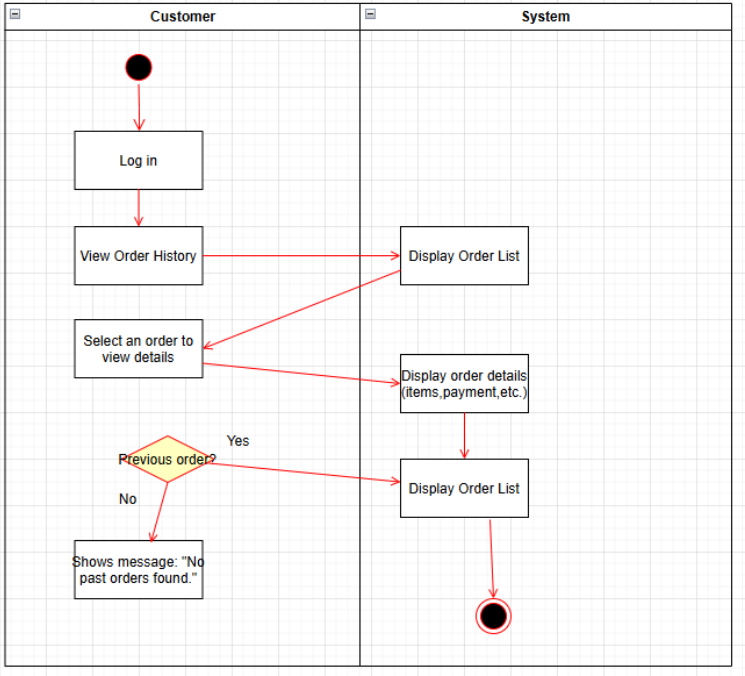 Customer
System
Log in
View Order History
Display Order List
Select an order to
view details
Display order details
(items,payment,etc.)
Previous order?
Yes
No
Display Order List
Shows message: "No
past orders found."